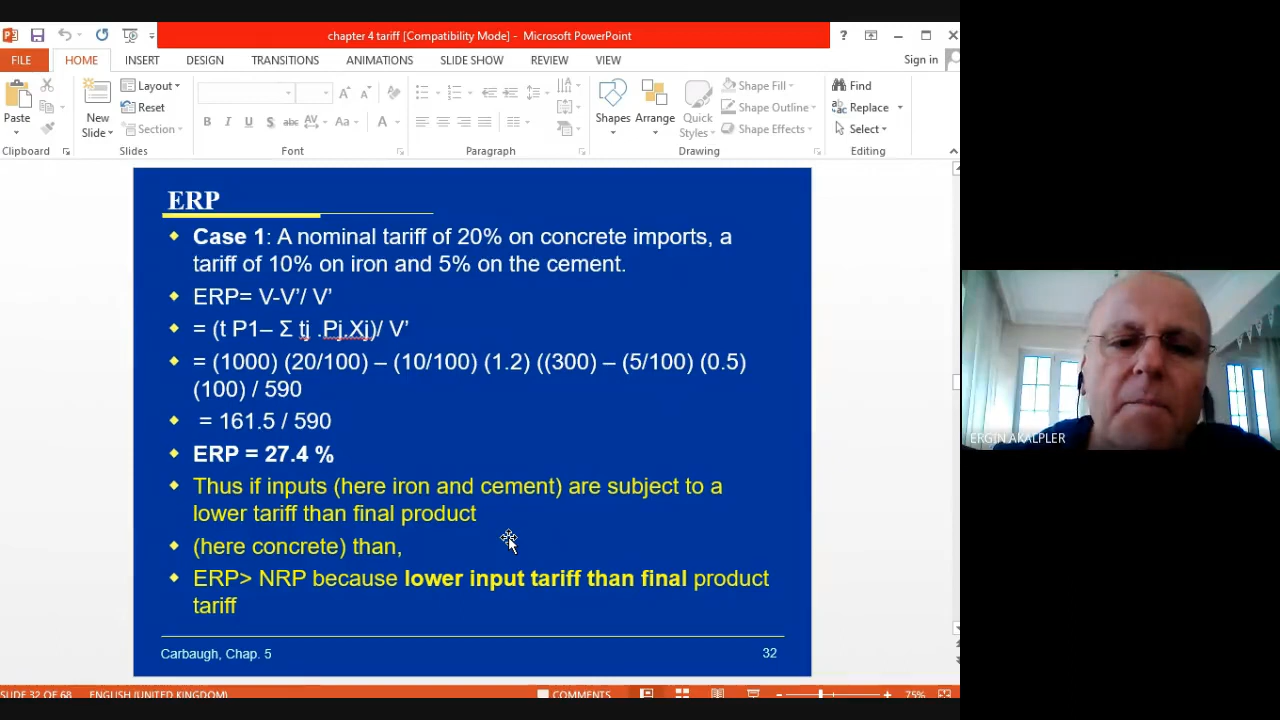 chapter 4 tariff [Compatibility Mode] - Microsoft PowerPoint
?
FILE HOME INSERT DESIGN TRANSITIONS ANIMATIONS SLIDE SHOW REVIEW VIEW Sign in
Paste
New
Slide
Layout
Reset
Section
B I U S abc AV Aa A
A A
A
Shapes Arrange Quick
Styles
Shape Fill
Shape Outline
Shape Effects
Find
Replace
Select
Clipboard Slides Font Paragraph Drawing Editing
ERP
Case 1: A nominal tariff of 20% on concrete imports, a
tariff of 10% on iron and 5% on the cement.
ERP= V-V’/ V’
= (t P1– Σ tj .Pj.Xj)/ V’
= (1000) (20/100) – (10/100) (1.2) ((300) – (5/100) (0.5)
(100) / 590
= 161.5 / 590
ERP = 27.4 %
Thus if inputs (here iron and cement) are subject to a
lower tariff than final product
(here concrete) than,
ERP> NRP because lower input tariff than final product
tariff
Carbaugh, Chap. 5
32
ERGIN AKALPLER
SLIDE 32 OF 68 ENGLISH (UNITED KINGDOM) COMMENTS 75%